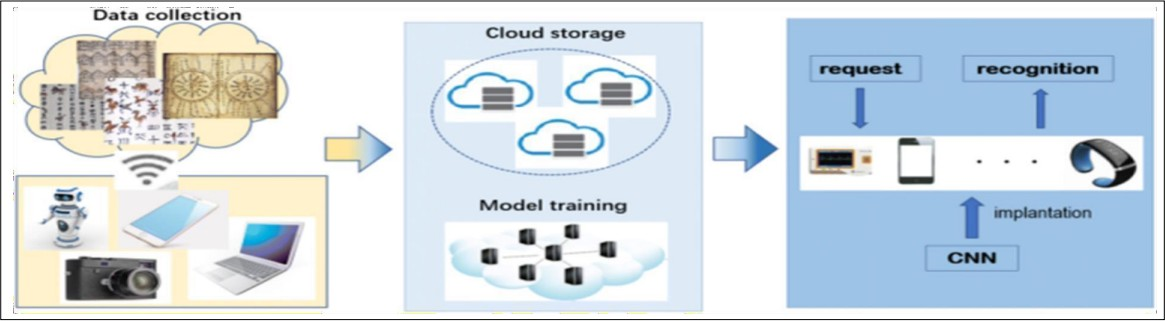 Data collection
Cloud storage
Model training
request
recognition
. . .
implantation
CNN